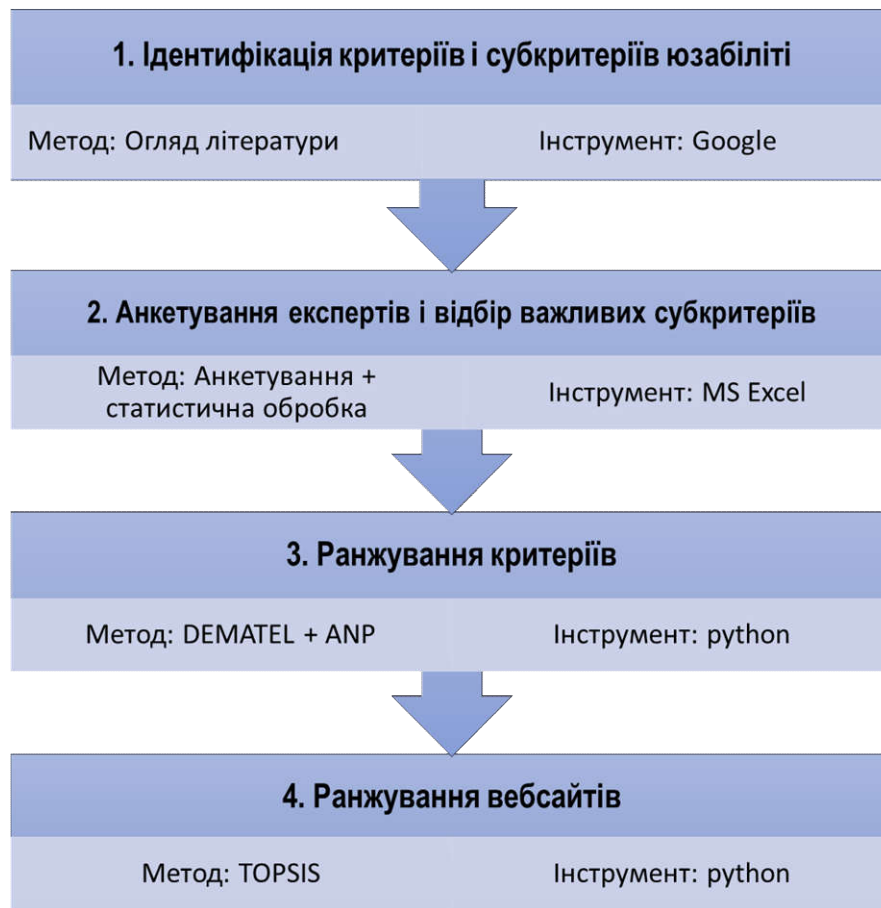 1. Ідентифікація критеріїв і субкритеріїв юзабіліті
Метод: Огляд літератури
Інструмент: Google
2. Анкетування експертів і відбір важливих субкритеріїв
Метод: Анкетування +
статистична обробка
Інструмент: MS Excel
3. Ранжування критеріїв
Метод: DEMATEL + ANP
Інструмент: python
4. Ранжування вебсайтів
Метод: TOPSIS
Інструмент: python